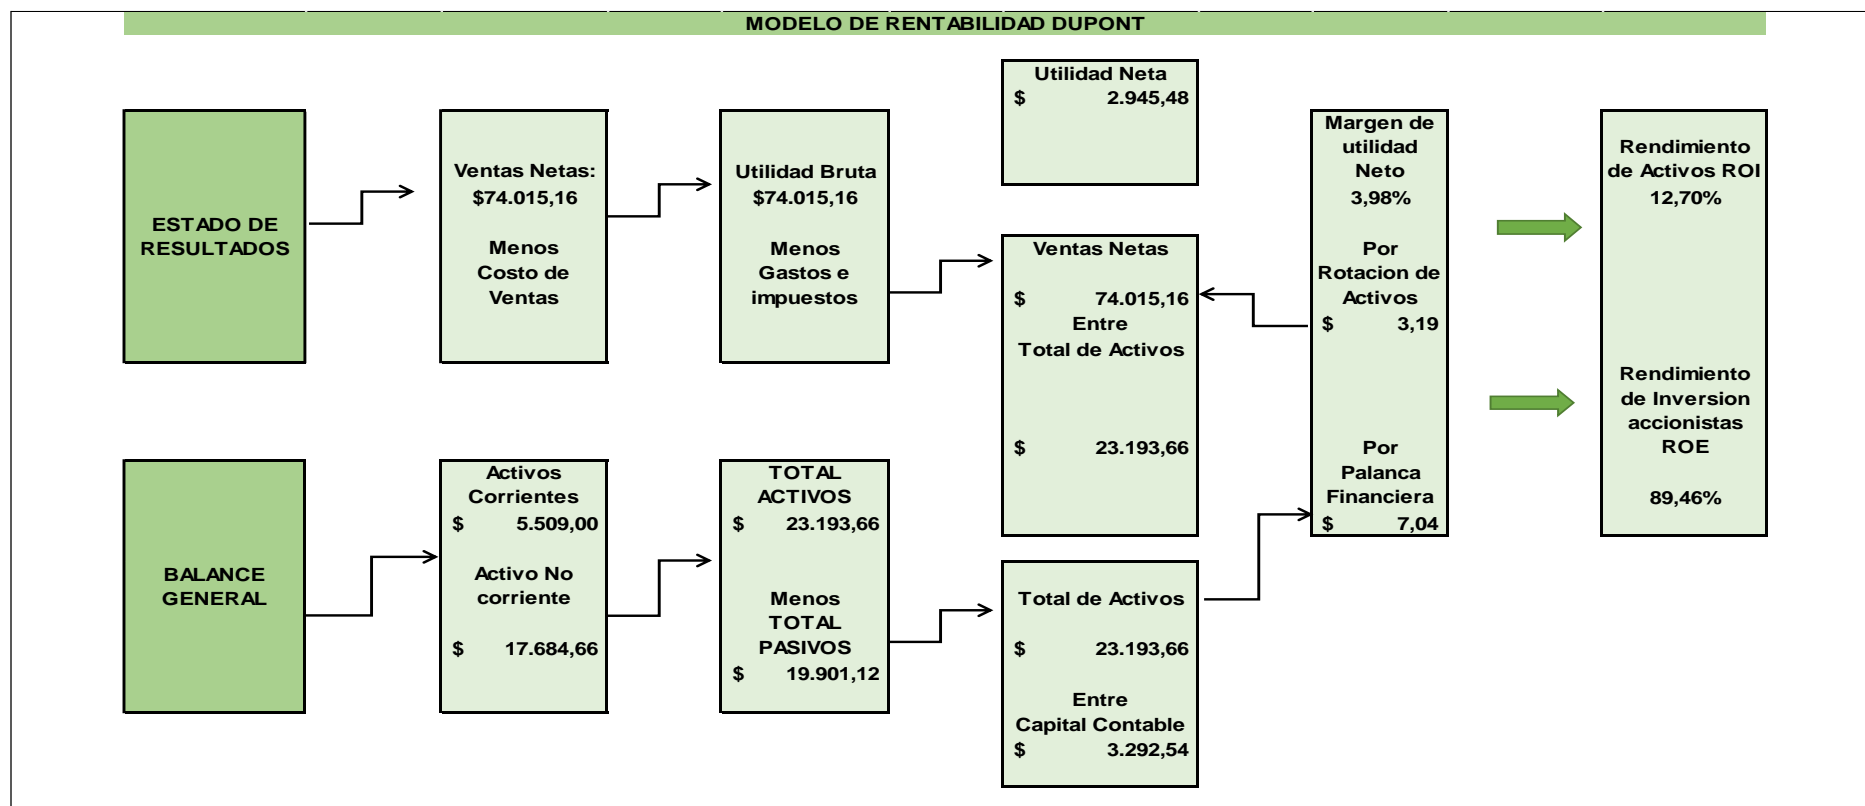 MODELO DE RENTABILIDAD DUPONT
ESTADO DE
RESULTADOS
Ventas Netas:
$74.015,16
Menos
Costo de
Ventas
Utilidad Bruta
$74.015,16
Menos
Gastos e
impuestos
Utilidad Neta
$ 2.945,48
Ventas Netas
$ 74.015,16
Entre
Total de Activos
$ 23.193,66
Margen de
utilidad
Neto
3,98%
Por
Rotacion de
Activos
$ 3,19
Por
Palanca
Financiera
$ 7,04
Rendimiento
de Activos ROI
12,70%
Rendimiento
de Inversion
accionistas
ROE
89,46%
BALANCE
GENERAL
Activos
Corrientes
$ 5.509,00
Activo No
corriente
$ 17.684,66
TOTAL
ACTIVOS
$ 23.193,66
Menos
TOTAL
PASIVOS
$ 19.901,12
Total de Activos
$ 23.193,66
Entre
Capital Contable
$ 3.292,54